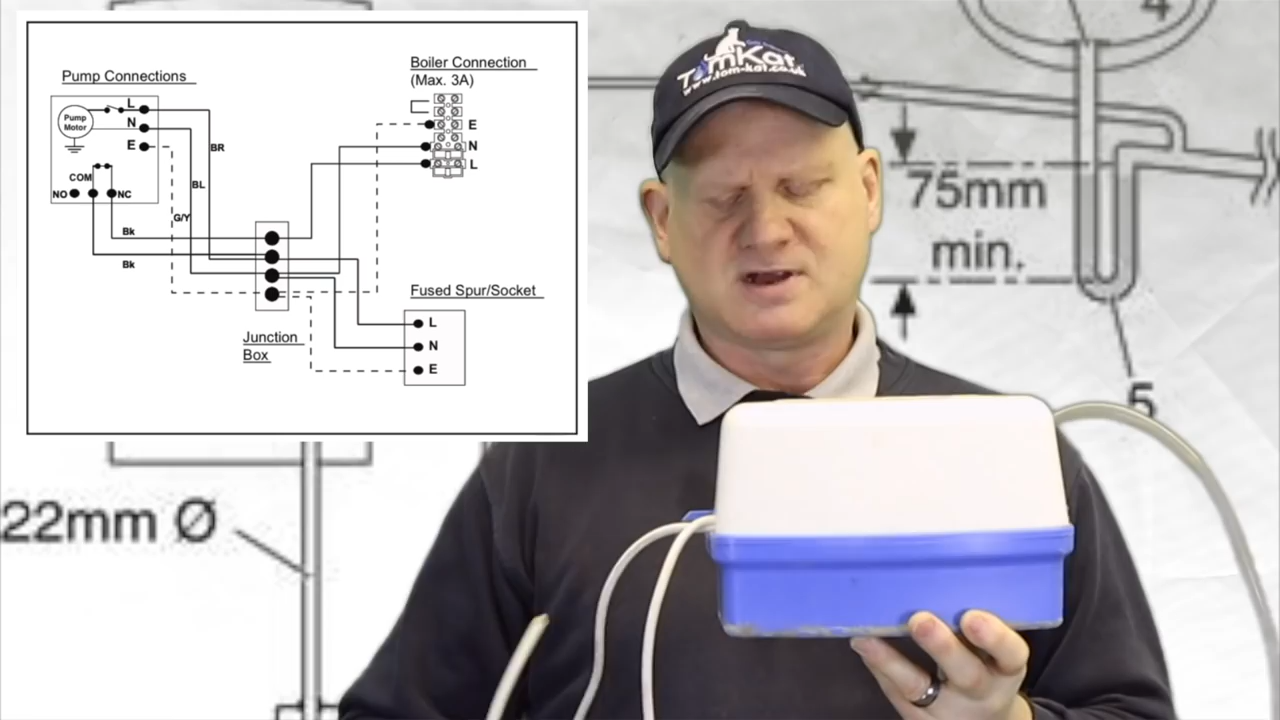 Pump Connections
L
Pump
Motor
N
E
COM
NO
NC
BR
BL
G/Y
Bk
Bk
Boiler Connection
(Max. 3A)
E
N
L
Junction
Box
Fused Spur/Socket
L
N
E
TomKat
www.tom-kat.co.uk
4
75mm
min.
5
22mm Ø